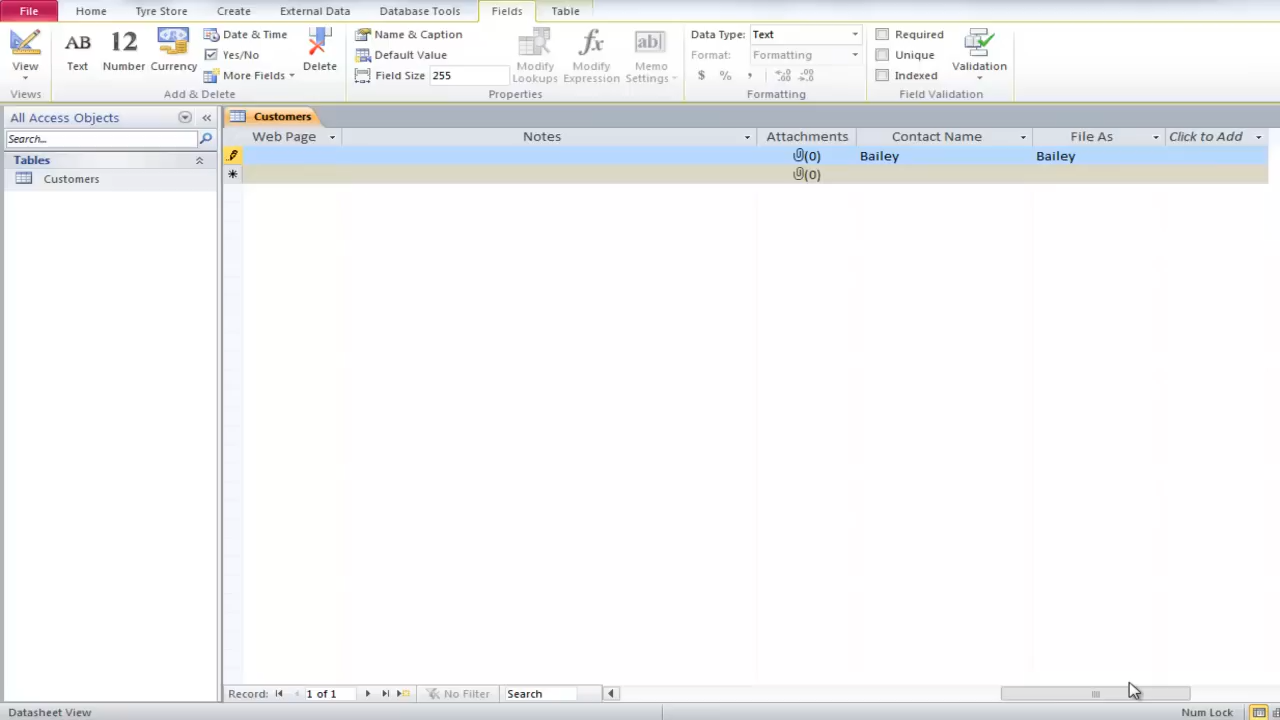 File Home Tyre Store Create External Data Database Tools Fields Table
View
Views
AB Text
12 Number
Currency
Date & Time
Yes/No
More Fields
Delete
Add & Delete
Name & Caption
Default Value
Field Size 255
Modify Lookups
fx Modify Expression
ab Memo Settings
Properties
Data Type: Text
Format: Formatting
$ % , .00 .00
Formatting
Required
Unique
Indexed
Validation
Field Validation
All Access Objects «
Search...
Tables
Customers
Customers
Web Page Notes Attachments Contact Name File As Click to Add
(0) Bailey Bailey
(0)
Record: 1 of 1 No Filter Search
Datasheet View Num Lock